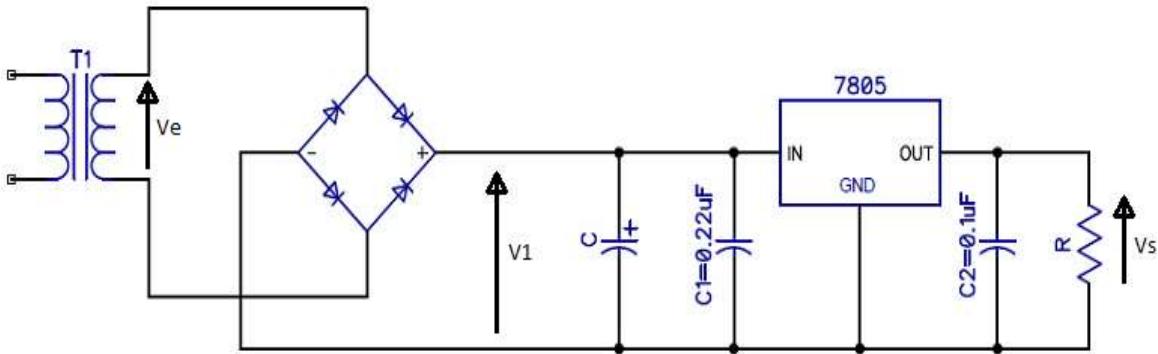 T1
Ve
-
+
V1
C
+
C1=0.22uF
7805
IN
OUT
GND
C2=0.1uF
R
Vs